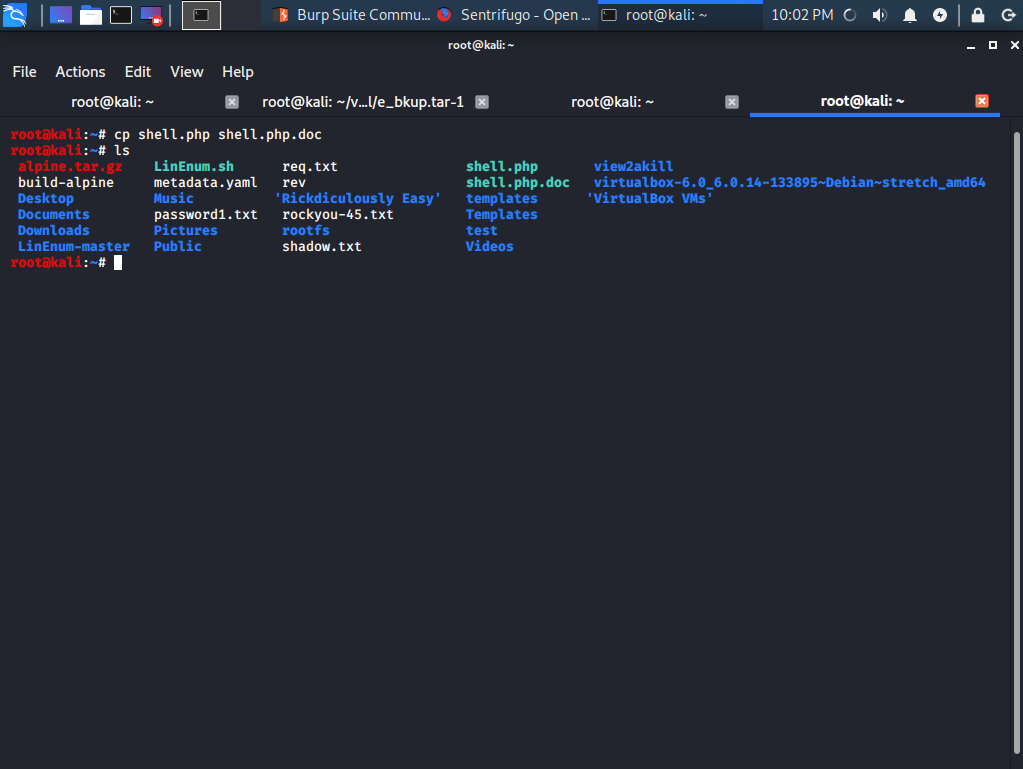 Burp Suite Commu... Sentrifugo - Open ... root@kali: ~ 10:02 PM
root@kali: ~
File Actions Edit View Help
root@kali: ~ root@kali: ~/v...l/e_bkup.tar-1 root@kali: ~ root@kali: ~
root@kali:~# cp shell.php shell.php.doc
root@kali:~# ls
alpine.tar.gz LinEnum.sh req.txt shell.php view2akill
build-alpine metadata.yaml rev shell.php.doc virtualbox-6.0_6.0.14-133895~Debian~stretch_amd64
Desktop Music 'Rickdiculously Easy' templates 'VirtualBox VMs'
Documents password1.txt rockyou-45.txt Templates
Downloads Pictures rootfs test
LinEnum-master Public shadow.txt Videos
root@kali:~#